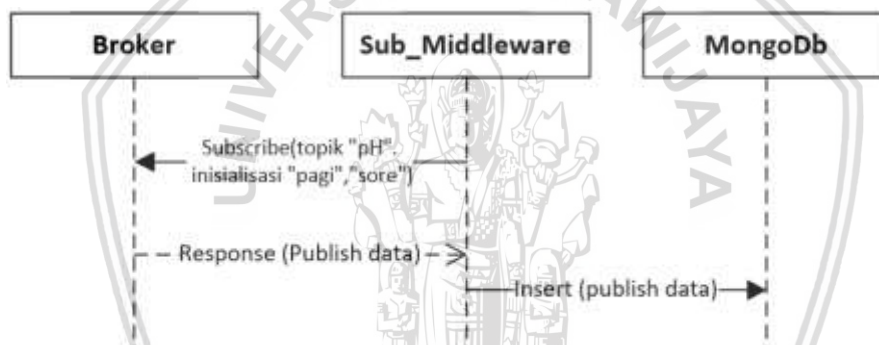 Broker
Sub_Middleware
MongoDb
Subscribe(topik "pH".
inisialisasi "pagi","sore")
Response (Publish data)
Insert (publish data)